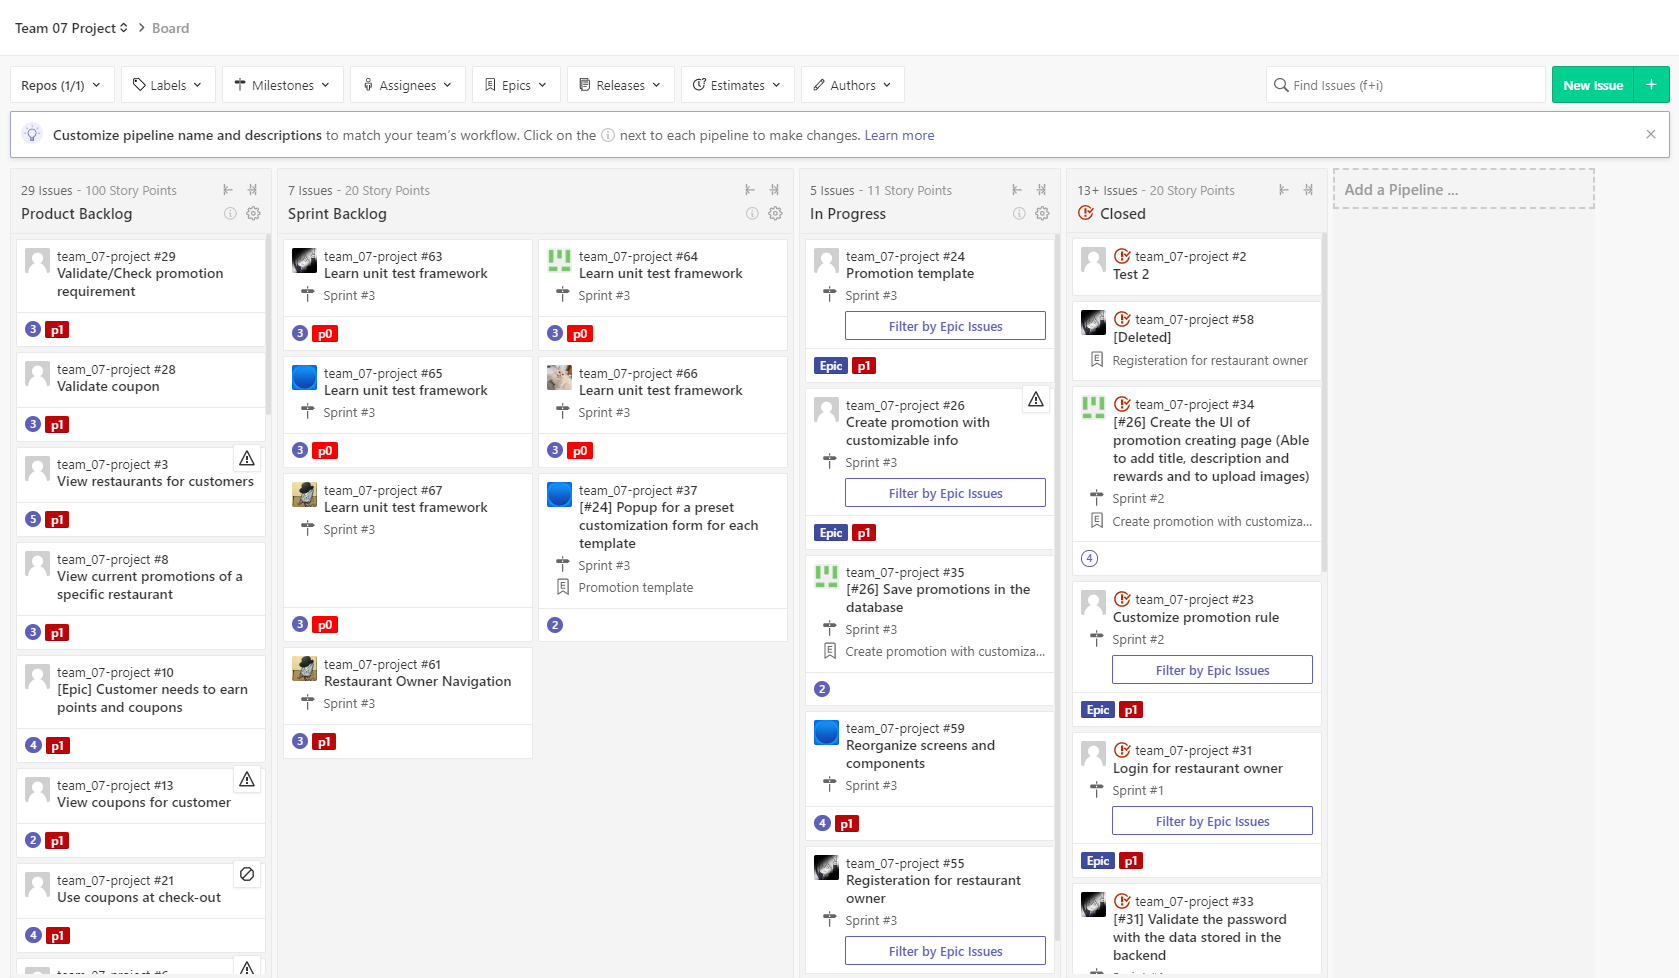 Team 07 Project > Board
Repos (1/1) Labels Milestones Assignees Epics Releases Estimates Authors Find Issues (f+i) New Issue +
Customize pipeline name and descriptions to match your team's workflow. Click on the ⓘ next to each pipeline to make changes. Learn more
29 Issues - 100 Story Points
Product Backlog
team_07-project #29
Validate/Check promotion
requirement
3 p1
team_07-project #28
Validate coupon
3 p1
team_07-project #3
View restaurants for customers
5 p1
team_07-project #8
View current promotions of a
specific restaurant
3 p1
team_07-project #10
[Epic] Customer needs to earn
points and coupons
4 p1
team_07-project #13
View coupons for customer
2 p1
team_07-project #21
Use coupons at check-out
4 p1
7 Issues - 20 Story Points
Sprint Backlog
team_07-project #63
Learn unit test framework
Sprint #3
3 p0
team_07-project #64
Learn unit test framework
Sprint #3
3 p0
team_07-project #65
Learn unit test framework
Sprint #3
3 p0
team_07-project #66
Learn unit test framework
Sprint #3
3 p0
team_07-project #67
Learn unit test framework
Sprint #3
3 p0
team_07-project #37
[#24] Popup for a preset
customization form for each
template
Sprint #3
Promotion template
2
team_07-project #61
Restaurant Owner Navigation
Sprint #3
3 p1
5 Issues - 11 Story Points
In Progress
team_07-project #24
Promotion template
Sprint #3
Filter by Epic Issues
Epic p1
team_07-project #26
Create promotion with
customizable info
Sprint #3
Filter by Epic Issues
Epic p1
team_07-project #35
[#26] Save promotions in the
database
Sprint #3
Create promotion with customiza...
2
team_07-project #59
Reorganize screens and
components
Sprint #3
4 p1
team_07-project #55
Registeration for restaurant
owner
Sprint #3
Filter by Epic Issues
13+ Issues - 20 Story Points
Closed
team_07-project #2
Test 2
team_07-project #58
[Deleted]
Registeration for restaurant owner
team_07-project #34
[#26] Create the UI of
promotion creating page (Able
to add title, description and
rewards and to upload images)
Sprint #2
Create promotion with customiza...
4
team_07-project #23
Customize promotion rule
Sprint #2
Filter by Epic Issues
Epic p1
team_07-project #31
Login for restaurant owner
Sprint #1
Filter by Epic Issues
Epic p1
team_07-project #33
[#31] Validate the password
with the data stored in the
backend
Add a Pipeline ...